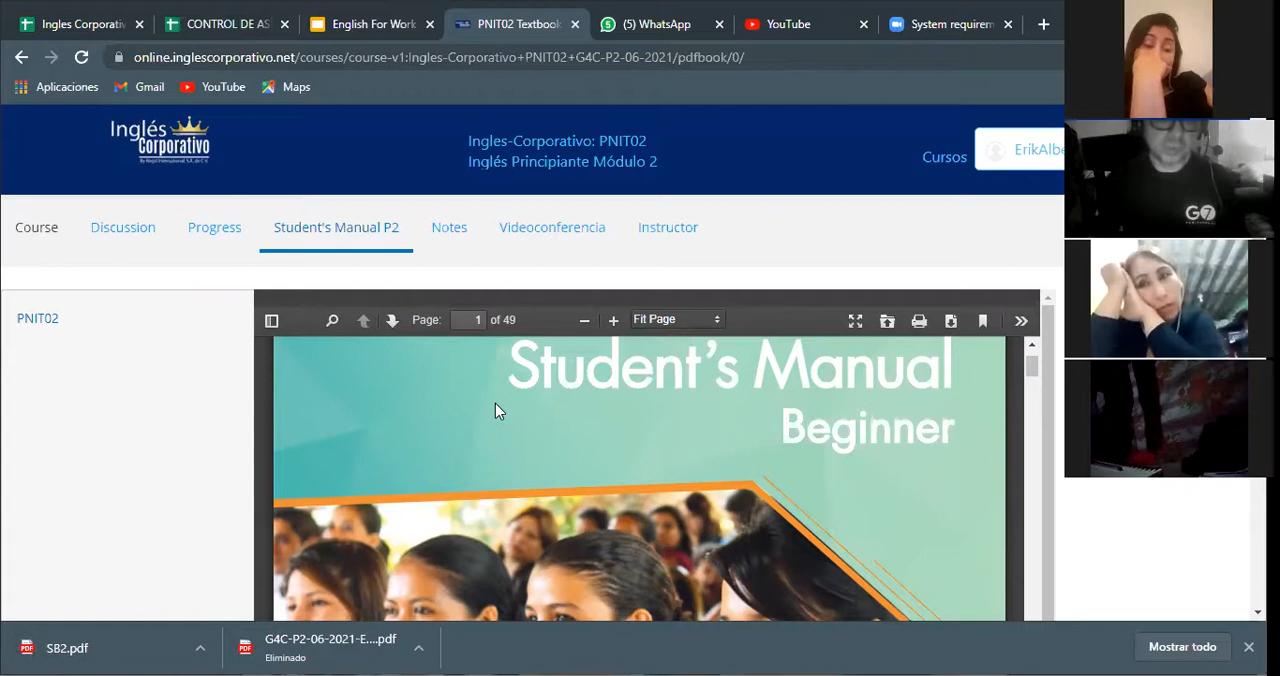 Ingles Corporativ
CONTROL DE AS
English For Work
PNIT02 Textbook
(5) WhatsApp
YouTube
System requirem
online.inglescorporativo.net/courses/course-v1:Ingles-Corporativo+PNIT02+G4C-P2-06-2021/pdfbook/0/
Aplicaciones
Gmail
YouTube
Maps
Inglés
Corporativo
Ingles-Corporativo: PNIT02
Inglés Principiante Módulo 2
Cursos
ErikAlbe
G7
Course
Discussion
Progress
Student's Manual P2
Notes
Videoconferencia
Instructor
PNIT02
Page: 1 of 49
Fit Page
Student's Manual
Beginner
SB2.pdf
G4C-P2-06-2021-E....pdf
Eliminado
Mostrar todo